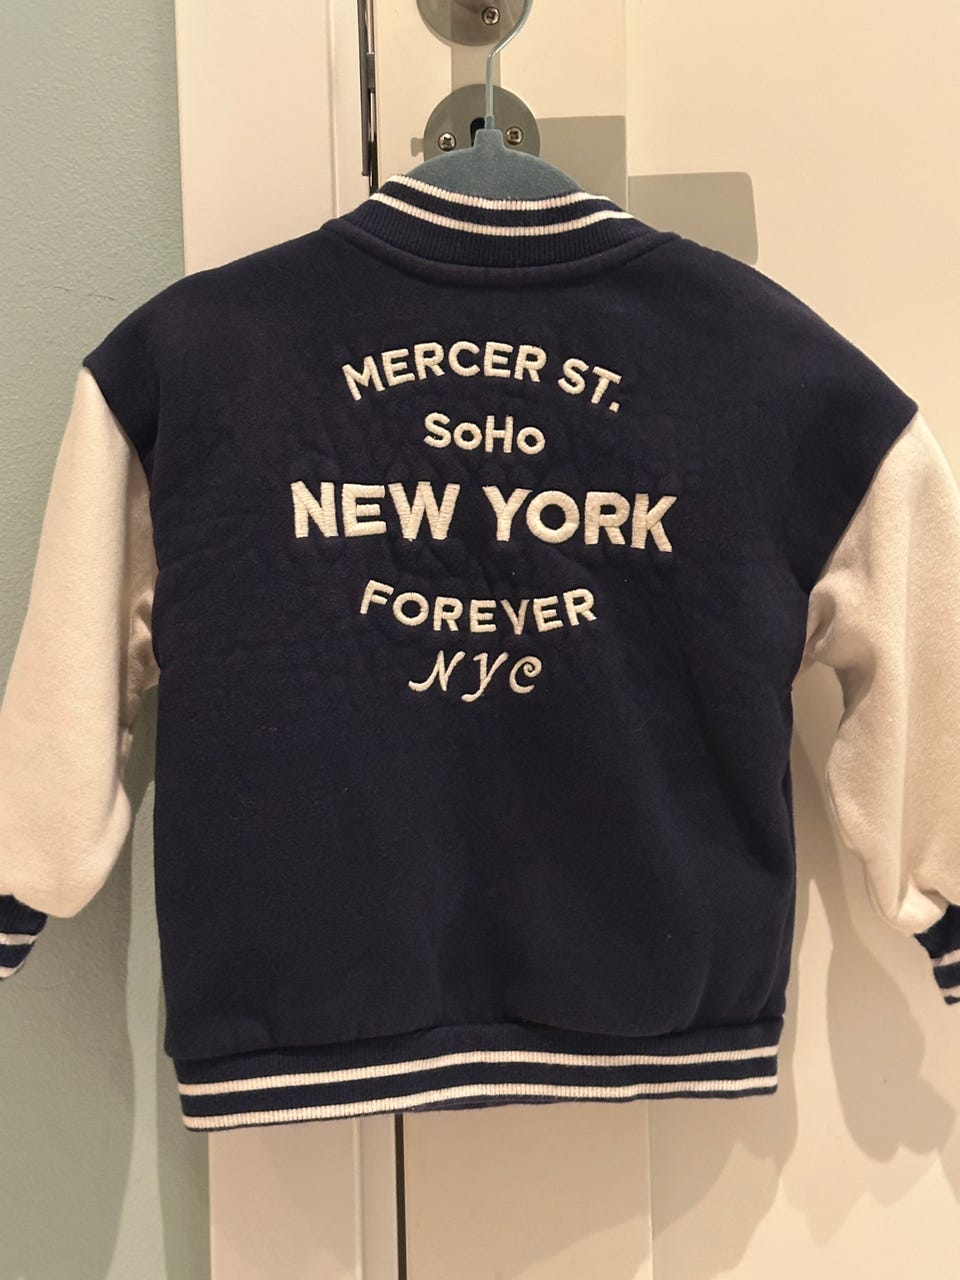 MERCER ST.
SoHo
NEW YORK
FOREVER
NYC